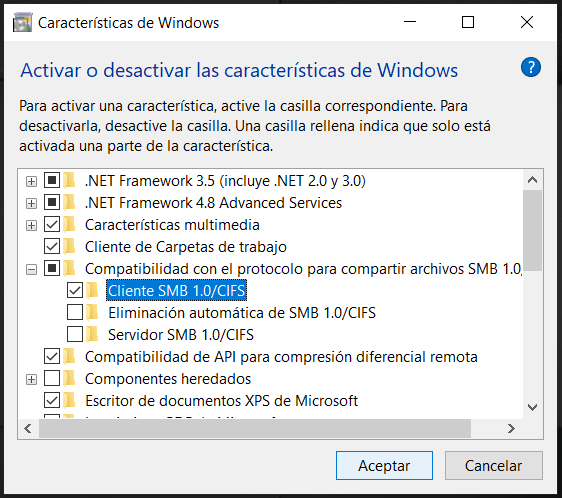 Características de Windows
Activar o desactivar las características de Windows
?
Para activar una característica, active la casilla correspondiente. Para
desactivarla, desactive la casilla. Una casilla rellena indica que solo está
activada una parte de la característica.
.NET Framework 3.5 (incluye .NET 2.0 y 3.0)
.NET Framework 4.8 Advanced Services
Características multimedia
Cliente de Carpetas de trabajo
Compatibilidad con el protocolo para compartir archivos SMB 1.0,
Cliente SMB 1.0/CIFS
Eliminación automática de SMB 1.0/CIFS
Servidor SMB 1.0/CIFS
Compatibilidad de API para compresión diferencial remota
Componentes heredados
Escritor de documentos XPS de Microsoft
Aceptar
Cancelar